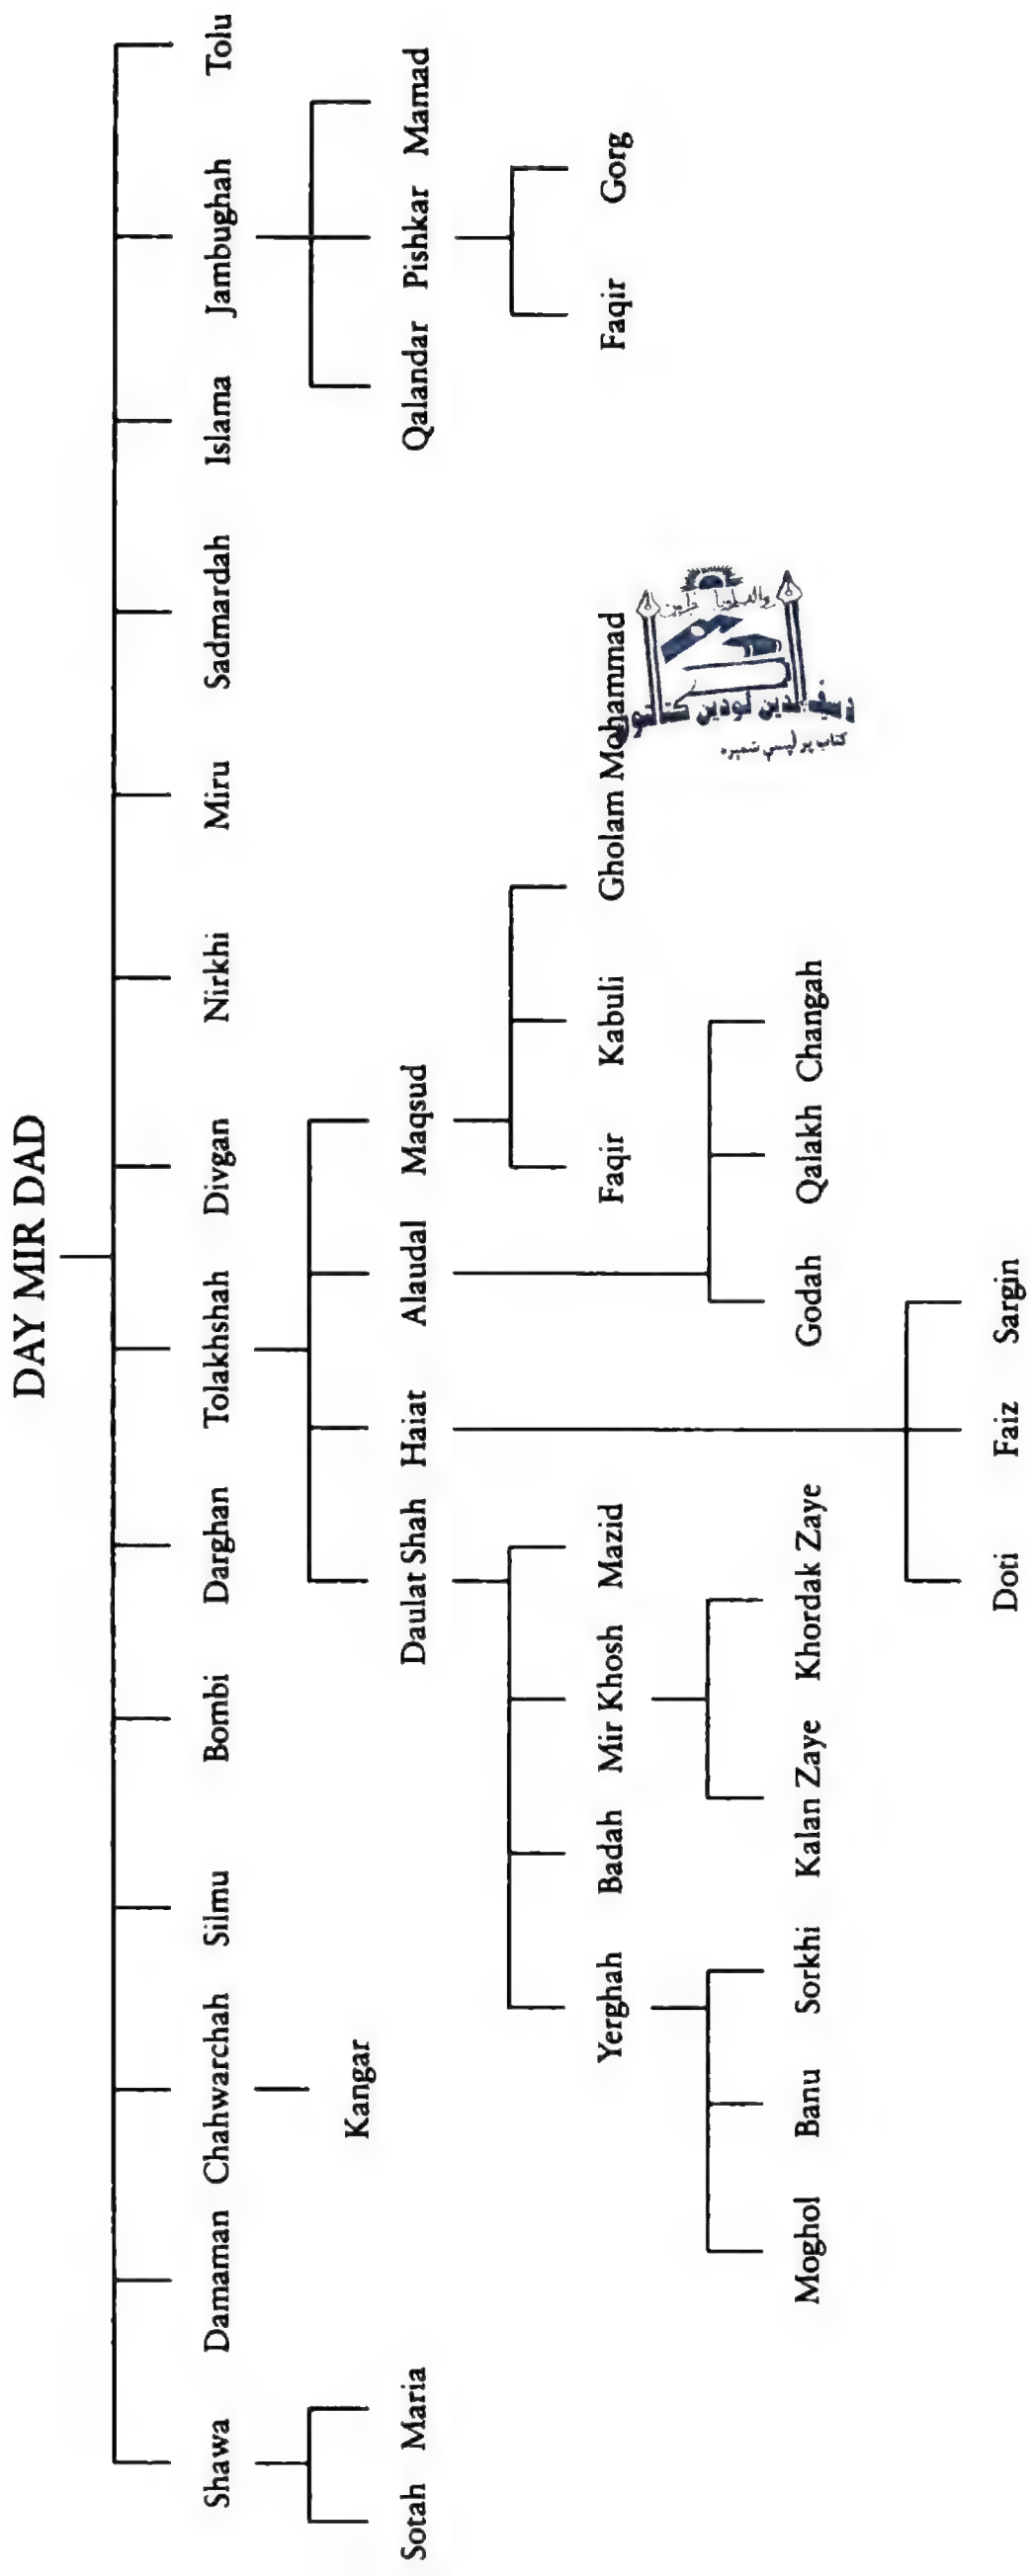 DAY MIR DAD
Shawa Damaman Chahwarchah Silmu Bombi Darghan Tolakhshah Divgan Nirkhi Miru Sadmardah Islama Jambughah Tolu
Kangar
Sotah Maria Daulat Shah Haiat Alaudal Maqsud Qalandar Pishkar Mamad
Yerghah Badah Mir Khosh Mazid Faqir Kabuli Gholam Mohammad Faqir Gorg
Moghol Banu Sorkhi Kalan Zaye Khordak Zaye Godah Qalakh Changah
Doti Faiz Sargin